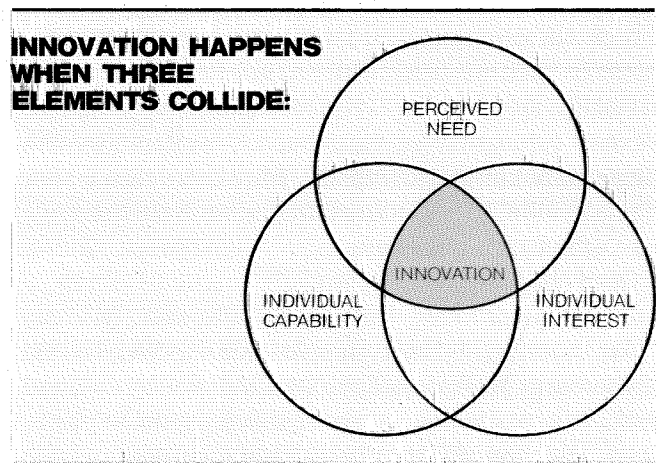 INNOVATION HAPPENS
WHEN THREE
ELEMENTS COLLIDE:
PERCEIVED
NEED
INNOVATION
INDIVIDUAL
CAPABILITY
INDIVIDUAL
INTEREST